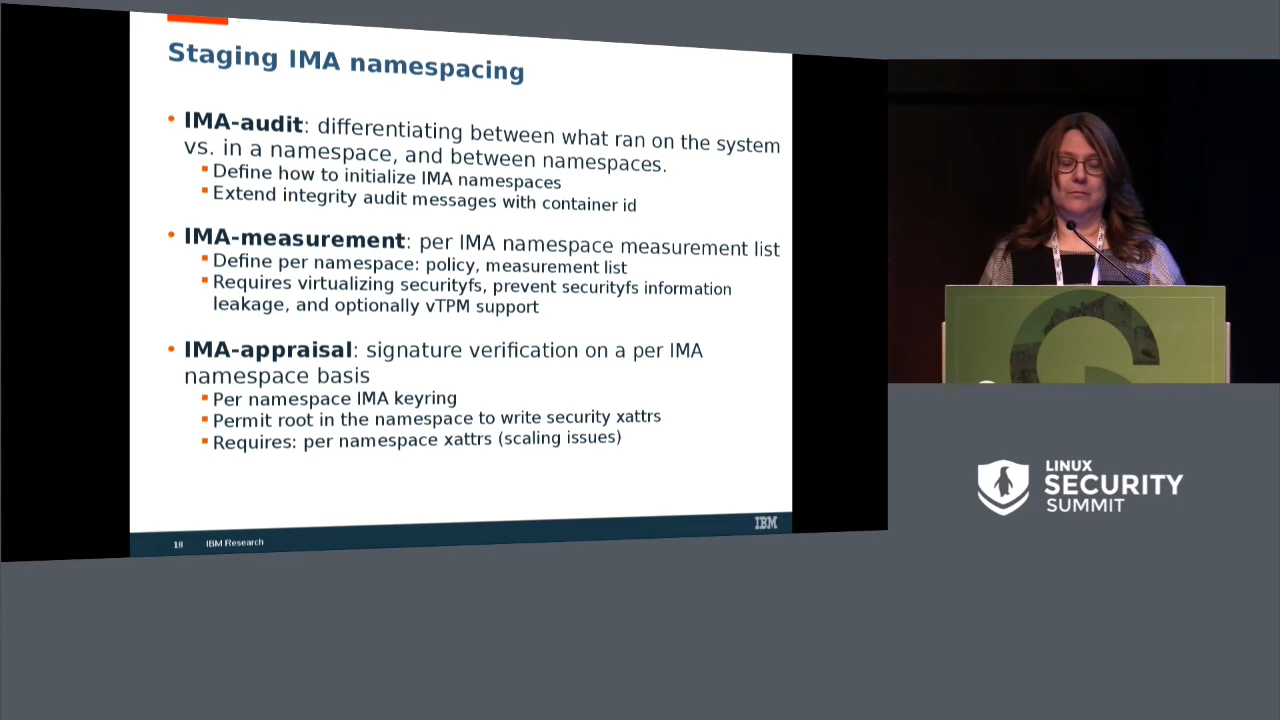 Staging IMA namespacing
• IMA-audit: differentiating between what ran on the system
vs. in a namespace, and between namespaces.
▪ Define how to initialize IMA namespaces
▪ Extend integrity audit messages with container id
• IMA-measurement: per IMA namespace measurement list
▪ Define per namespace: policy, measurement list
▪ Requires virtualizing securityfs, prevent securityfs information
leakage, and optionally vTPM support
• IMA-appraisal: signature verification on a per IMA
namespace basis
▪ Per namespace IMA keyring
▪ Permit root in the namespace to write security xattrs
▪ Requires: per namespace xattrs (scaling issues)
18 IBM Research
IBM
LINUX
SECURITY
SUMMIT